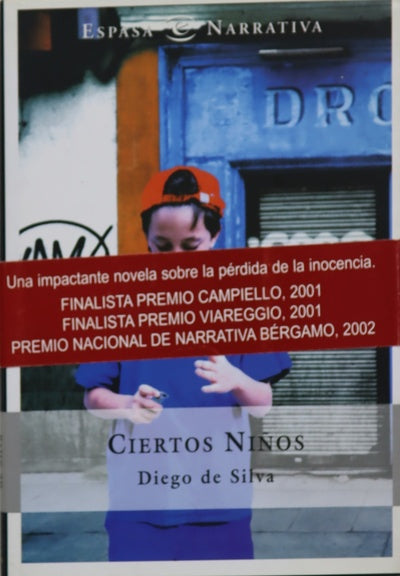 ESPASA NARRATIVA
DRO
Una impactante novela sobre la pérdida de la inocencia.
FINALISTA PREMIO CAMPIELLO, 2001
FINALISTA PREMIO VIAREGGIO, 2001
PREMIO NACIONAL DE NARRATIVA BÉRGAMO, 2002
CIERTOS NIÑOS
Diego de Silva